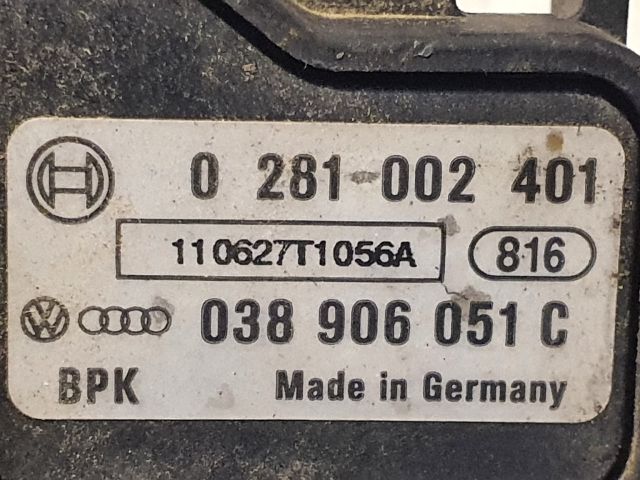 0 281 002 401
110627T1056A 816
038 906 051 C
BPK Made in Germany